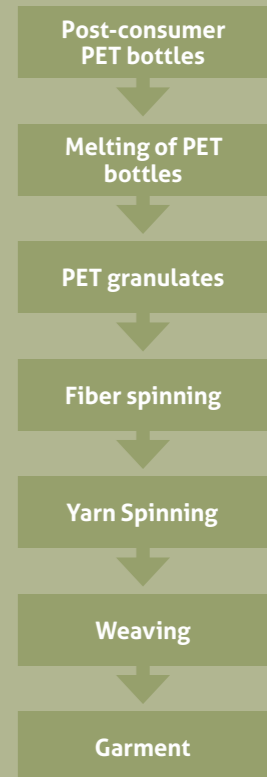 Post-consumer
PET bottles
Melting of PET
bottles
PET granulates
Fiber spinning
Yarn Spinning
Weaving
Garment